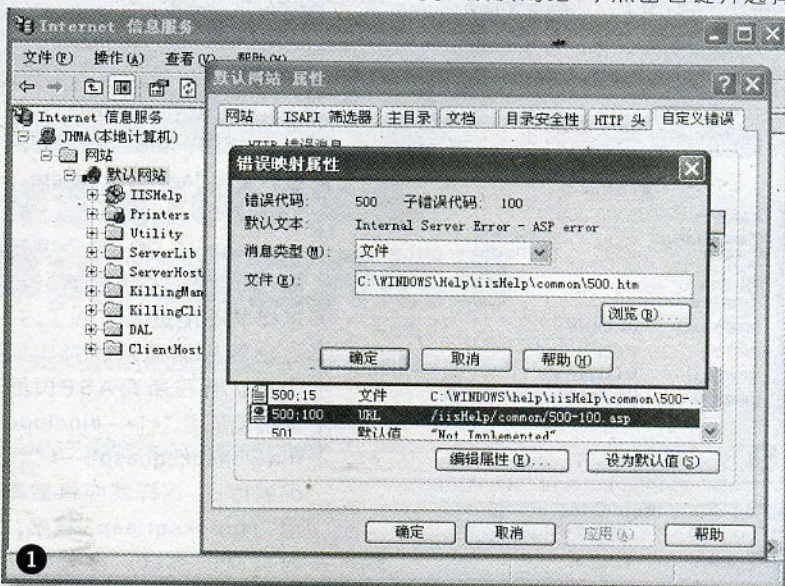 Internet 信息服务
文件(F) 操作(A) 查看(V) 帮助(H)
Internet 信息服务
JHMA(本地计算机)
网站
默认网站
IISHelp
Printers
Utility
ServerLib
ServerHost
KillingMan
KillingCli
DAL
ClientHost
默认网站 属性
网站 ISAPI 筛选器 主目录 文档 目录安全性 HTTP 头 自定义错误
HTTP 错误消息
错误映射属性
错误代码: 500 子错误代码: 100
默认文本: Internal Server Error - ASP error
消息类型(M): 文件
文件(E): C:\WINDOWS\Help\iisHelp\common\500.htm
浏览(R)...
确定 取消 帮助(H)
500;15 文件 C:\WINDOWS\help\iisHelp\common\500-..
500;100 URL /iisHelp/common/500-100.asp
501 默认值 "Not Implemented"
编辑属性(E)... 设为默认值(S)
确定 取消 应用(A) 帮助
1